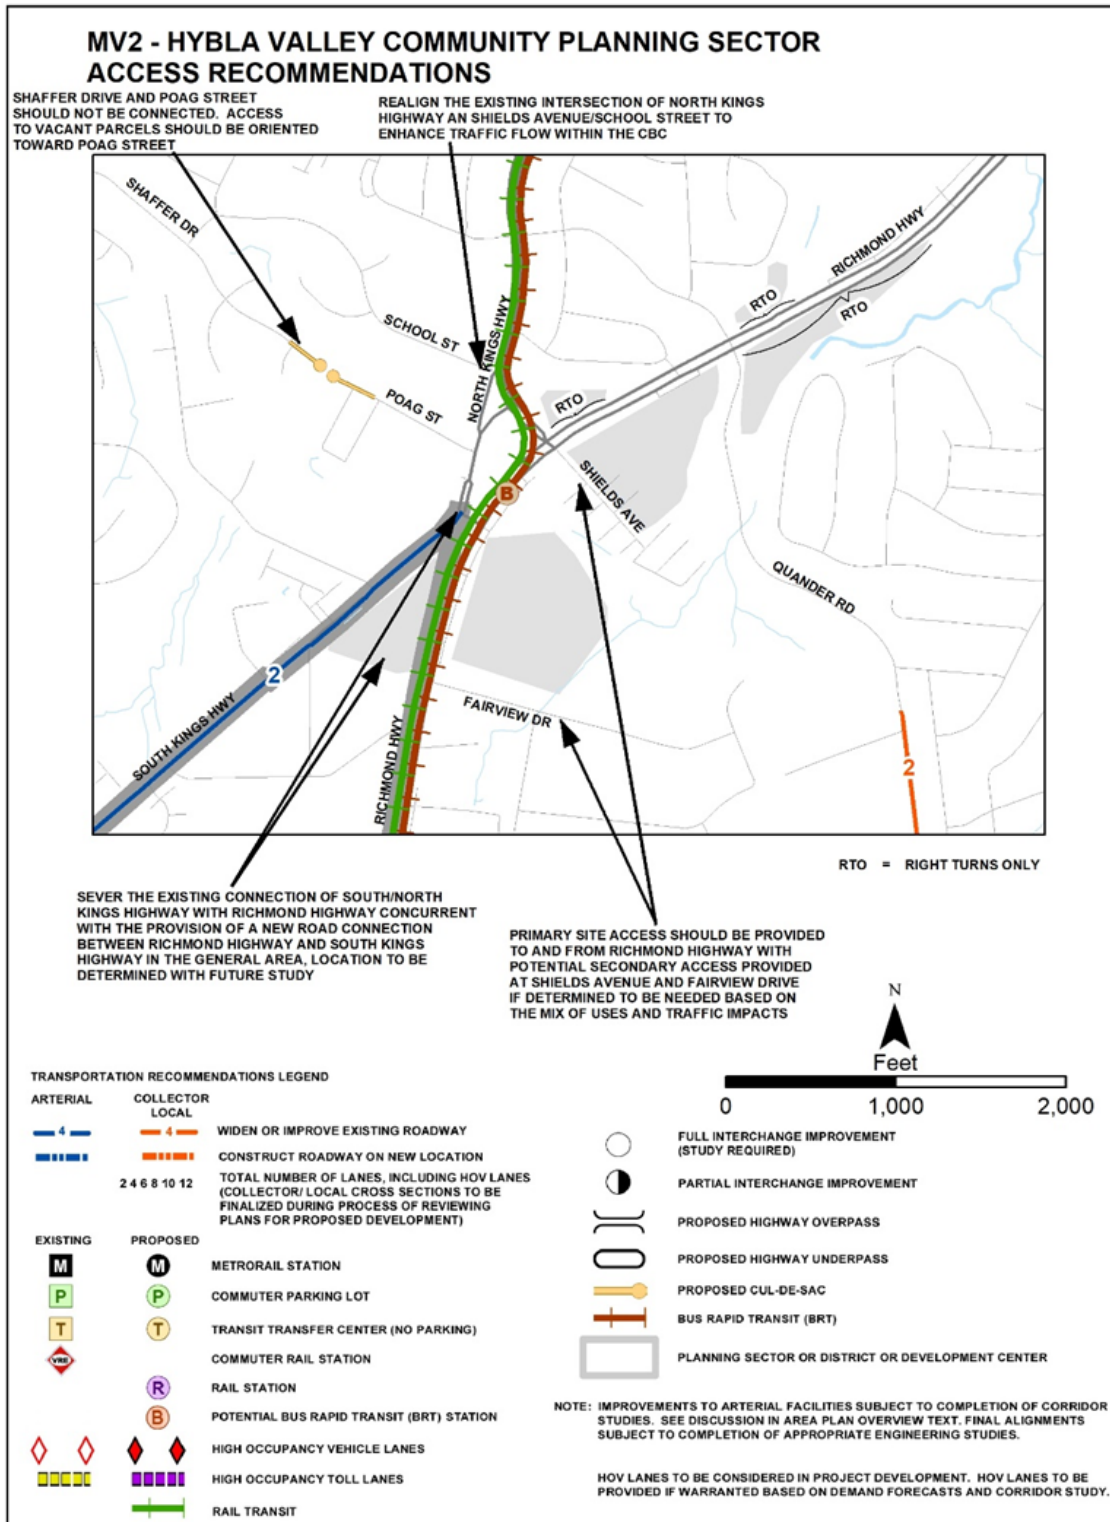 MV2 - HYBLA VALLEY COMMUNITY PLANNING SECTOR
ACCESS RECOMMENDATIONS
SHAFFER DRIVE AND POAG STREET
SHOULD NOT BE CONNECTED. ACCESS
TO VACANT PARCELS SHOULD BE ORIENTED
TOWARD POAG STREET
REALIGN THE EXISTING INTERSECTION OF NORTH KINGS
HIGHWAY AN SHIELDS AVENUE/SCHOOL STREET TO
ENHANCE TRAFFIC FLOW WITHIN THE CBC
SHAFFER DR
SCHOOL ST
POAG ST
NORTH KINGS HWY
RICHMOND HWY
RTO
RTO
RTO
B
SHIELDS AVE
QUANDER RD
2
SOUTH KINGS HWY
RICHMOND HWY
FAIRVIEW DR
2
RTO = RIGHT TURNS ONLY
SEVER THE EXISTING CONNECTION OF SOUTH/NORTH
KINGS HIGHWAY WITH RICHMOND HIGHWAY CONCURRENT
WITH THE PROVISION OF A NEW ROAD CONNECTION
BETWEEN RICHMOND HIGHWAY AND SOUTH KINGS
HIGHWAY IN THE GENERAL AREA, LOCATION TO BE
DETERMINED WITH FUTURE STUDY
PRIMARY SITE ACCESS SHOULD BE PROVIDED
TO AND FROM RICHMOND HIGHWAY WITH
POTENTIAL SECONDARY ACCESS PROVIDED
AT SHIELDS AVENUE AND FAIRVIEW DRIVE
IF DETERMINED TO BE NEEDED BASED ON
THE MIX OF USES AND TRAFFIC IMPACTS
N
Feet
0 1,000 2,000
TRANSPORTATION RECOMMENDATIONS LEGEND
ARTERIAL COLLECTOR
LOCAL
4 4 WIDEN OR IMPROVE EXISTING ROADWAY
CONSTRUCT ROADWAY ON NEW LOCATION
2 4 6 8 10 12 TOTAL NUMBER OF LANES, INCLUDING HOV LANES
(COLLECTOR/ LOCAL CROSS SECTIONS TO BE
FINALIZED DURING PROCESS OF REVIEWING
PLANS FOR PROPOSED DEVELOPMENT)
EXISTING PROPOSED
M M METRORAIL STATION
P P COMMUTER PARKING LOT
T T TRANSIT TRANSFER CENTER (NO PARKING)
VRE COMMUTER RAIL STATION
R RAIL STATION
B POTENTIAL BUS RAPID TRANSIT (BRT) STATION
HIGH OCCUPANCY VEHICLE LANES
HIGH OCCUPANCY TOLL LANES
RAIL TRANSIT
FULL INTERCHANGE IMPROVEMENT
(STUDY REQUIRED)
PARTIAL INTERCHANGE IMPROVEMENT
PROPOSED HIGHWAY OVERPASS
PROPOSED HIGHWAY UNDERPASS
PROPOSED CUL-DE-SAC
BUS RAPID TRANSIT (BRT)
PLANNING SECTOR OR DISTRICT OR DEVELOPMENT CENTER
NOTE: IMPROVEMENTS TO ARTERIAL FACILITIES SUBJECT TO COMPLETION OF CORRIDOR
STUDIES. SEE DISCUSSION IN AREA PLAN OVERVIEW TEXT. FINAL ALIGNMENTS
SUBJECT TO COMPLETION OF APPROPRIATE ENGINEERING STUDIES.
HOV LANES TO BE CONSIDERED IN PROJECT DEVELOPMENT. HOV LANES TO BE
PROVIDED IF WARRANTED BASED ON DEMAND FORECASTS AND CORRIDOR STUDY.